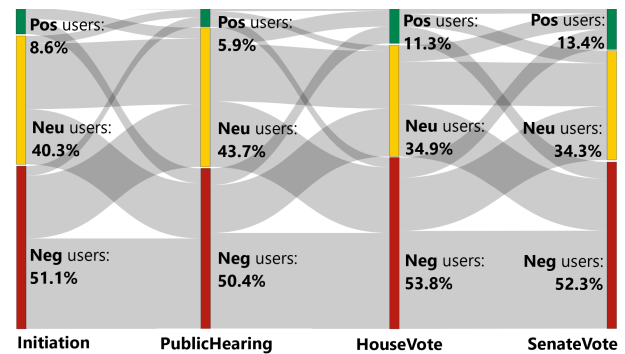 Pos users:
8.6%
Neu users:
40.3%
Neg users:
51.1%
Initiation
Pos users:
5.9%
Neu users:
43.7%
Neg users:
50.4%
PublicHearing
Pos users:
11.3%
Neu users:
34.9%
Neg users:
53.8%
HouseVote
Pos users:
13.4%
Neu users:
34.3%
Neg users:
52.3%
SenateVote